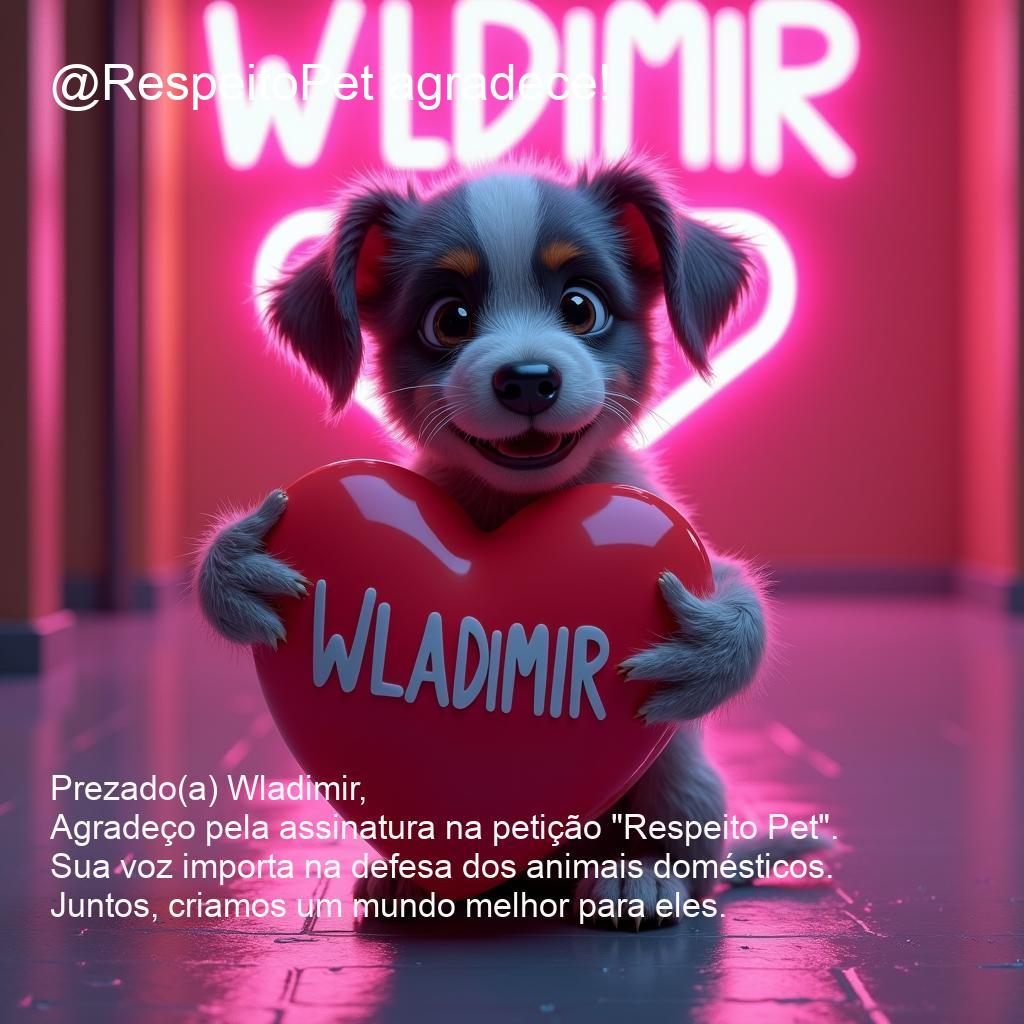 WLDIMIR
@RespeitoPet agradece!
WLADIMIR
Prezado(a) Wladimir,
Agradeço pela assinatura na petição "Respeito Pet".
Sua voz importa na defesa dos animais domésticos.
Juntos, criamos um mundo melhor para eles.